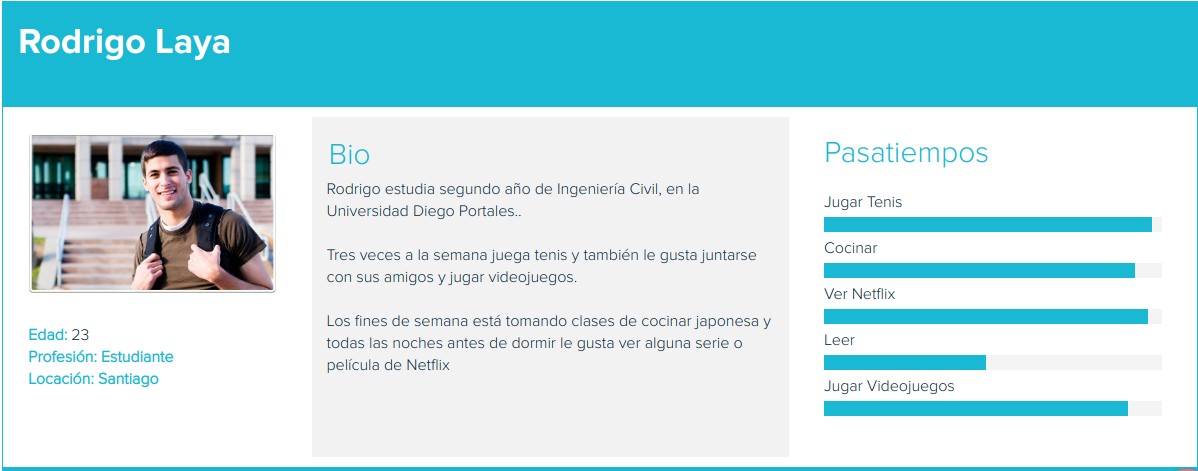 Rodrigo Laya
Edad: 23
Profesión: Estudiante
Locación: Santiago
Bio
Rodrigo estudia segundo año de Ingeniería Civil, en la
Universidad Diego Portales..
Tres veces a la semana juega tenis y también le gusta juntarse
con sus amigos y jugar videojuegos.
Los fines de semana está tomando clases de cocinar japonesa y
todas las noches antes de dormir le gusta ver alguna serie o
película de Netflix
Pasatiempos
Jugar Tenis
Cocinar
Ver Netflix
Leer
Jugar Videojuegos